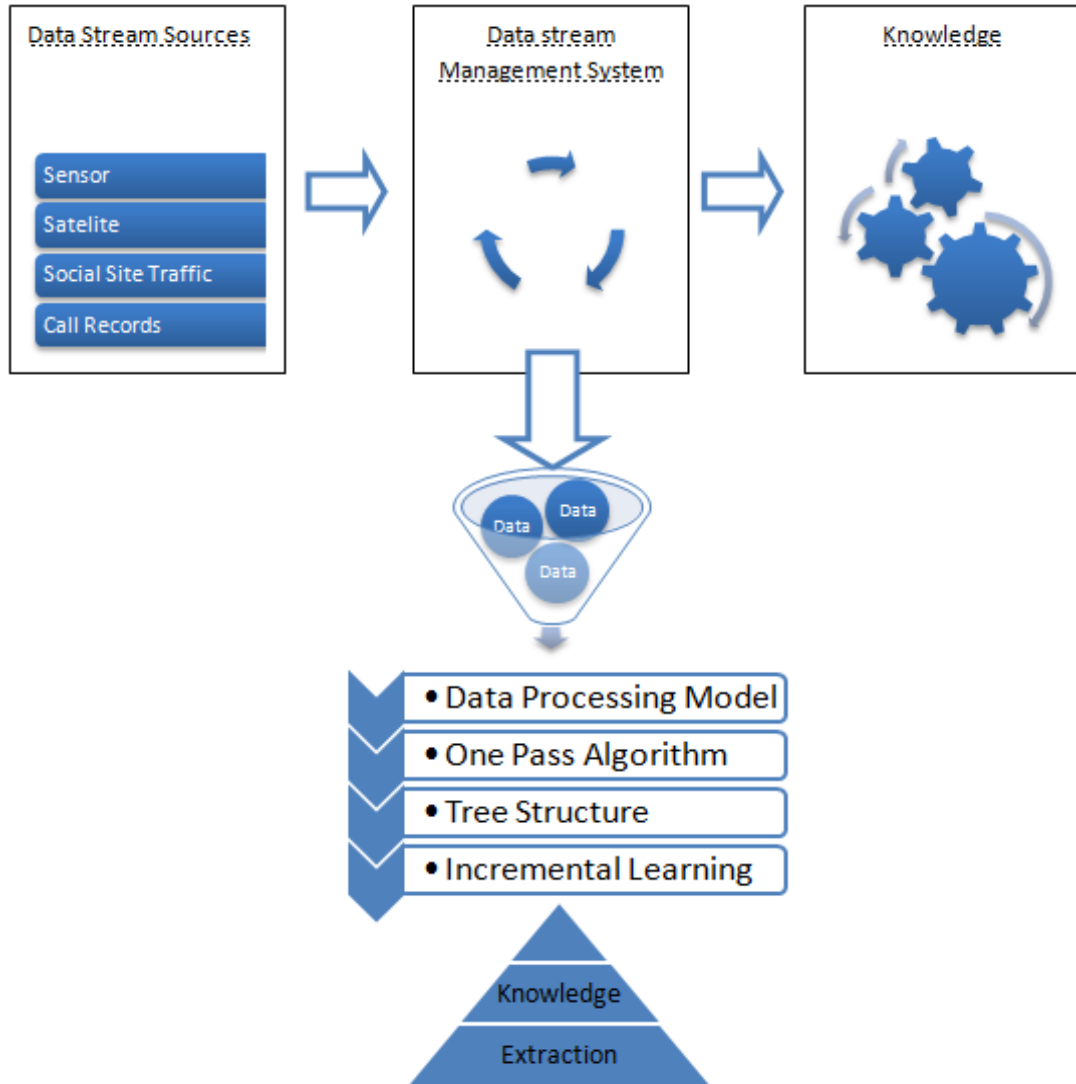 Data Stream Sources
Sensor
Satelite
Social Site Traffic
Call Records
Data stream
Management System
Knowledge
Data
Data
Data
• Data Processing Model
• One Pass Algorithm
• Tree Structure
• Incremental Learning
Knowledge
Extraction